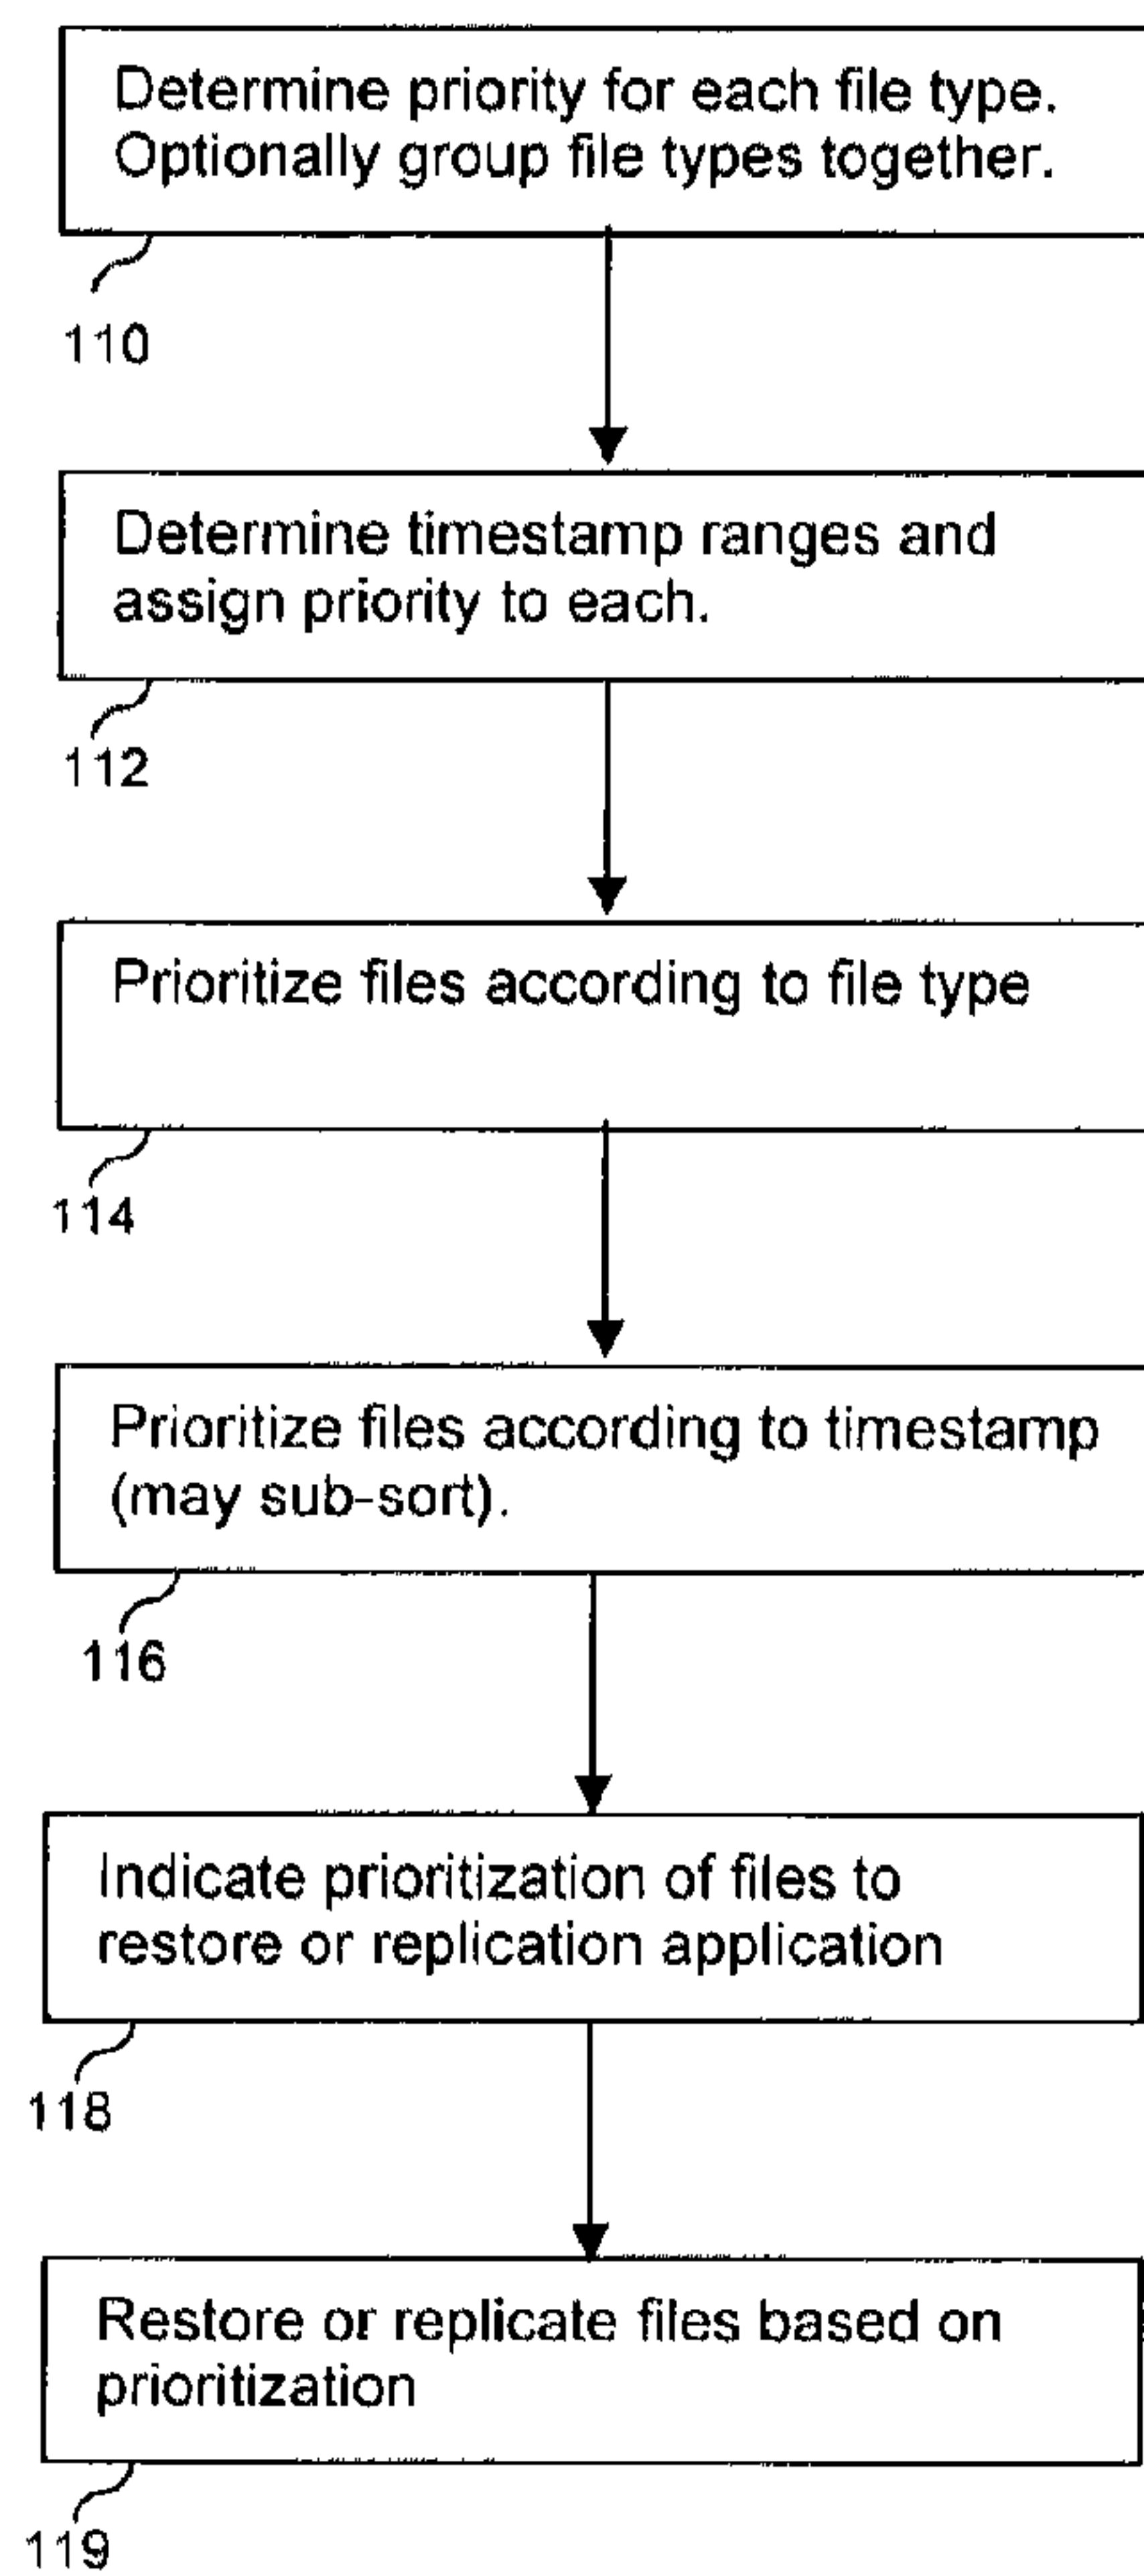 Determine priority for each file type.
Optionally group file types together.
110
Determine timestamp ranges and
assign priority to each.
112
Prioritize files according to file type
114
Prioritize files according to timestamp
(may sub-sort).
116
Indicate prioritization of files to
restore or replication application
118
Restore or replicate files based on
prioritization
119